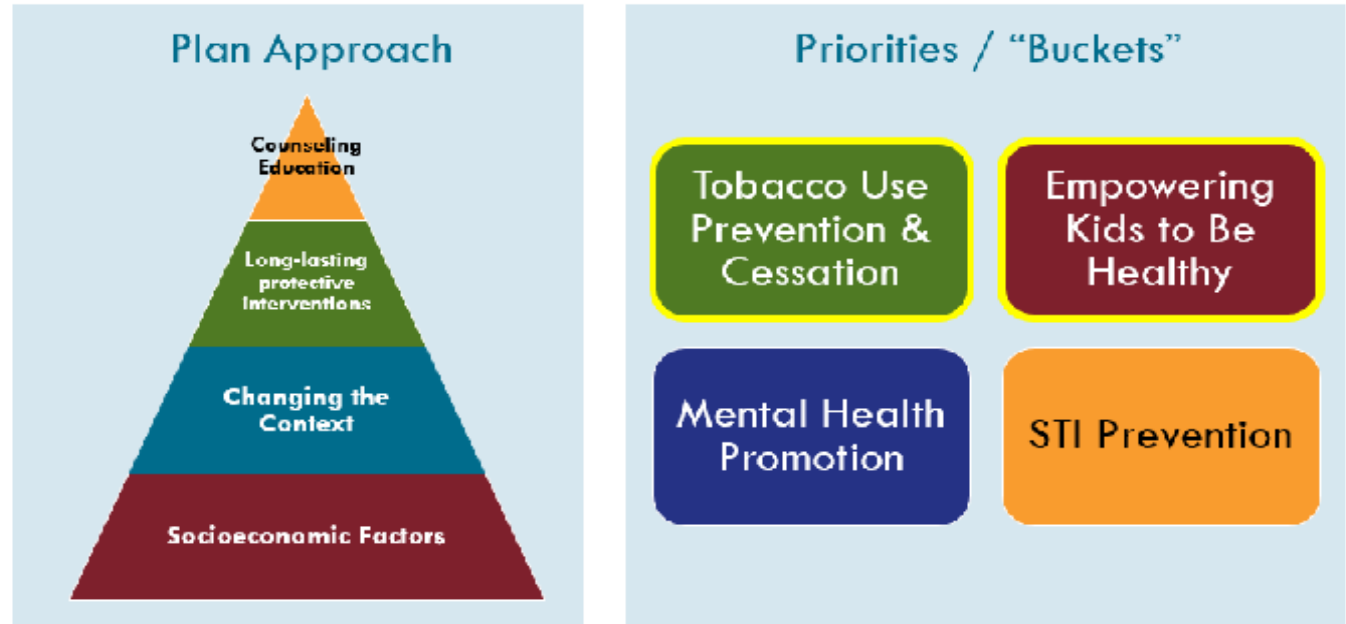 Plan Approach
Counseling
Education
Long-lasting
protective
Interventions
Changing the
Context
Socioeconomic Factors
Priorities / “Buckets”
Tobacco Use
Prevention &
Cessation
Empowering
Kids to Be
Healthy
Mental Health
Promotion
STI Prevention